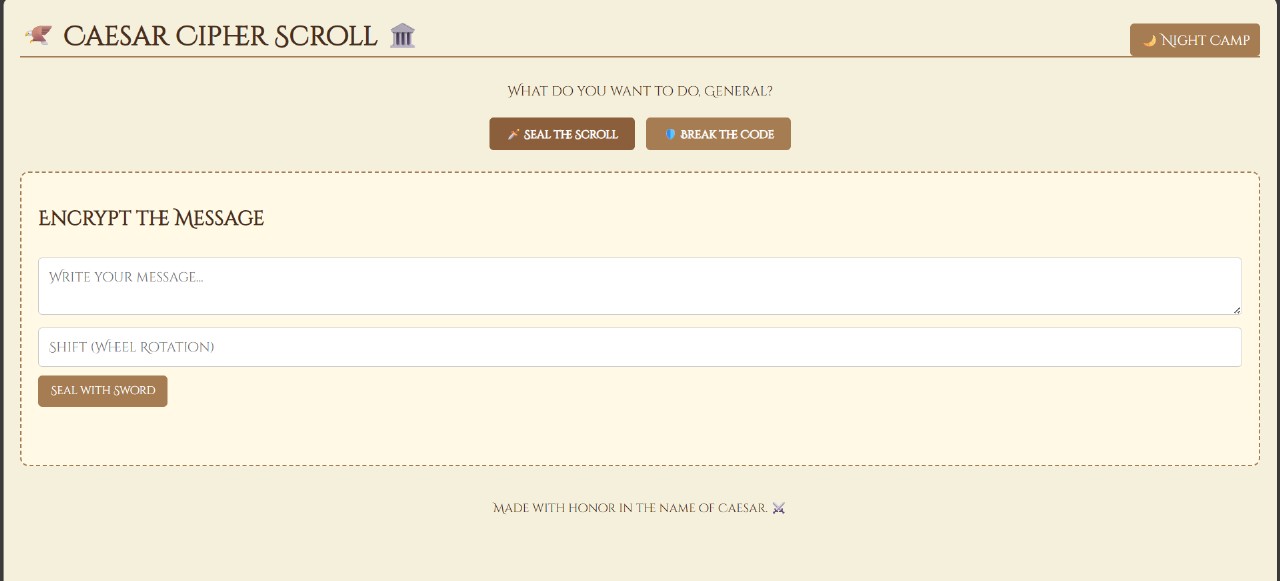 Caesar Cipher Scroll
Night Camp
What do you want to do, General?
Seal the Scroll
Break the Code
Encrypt the Message
Write your message...
Shift (Wheel Rotation)
Seal with Sword
Made with honor in the name of Caesar.